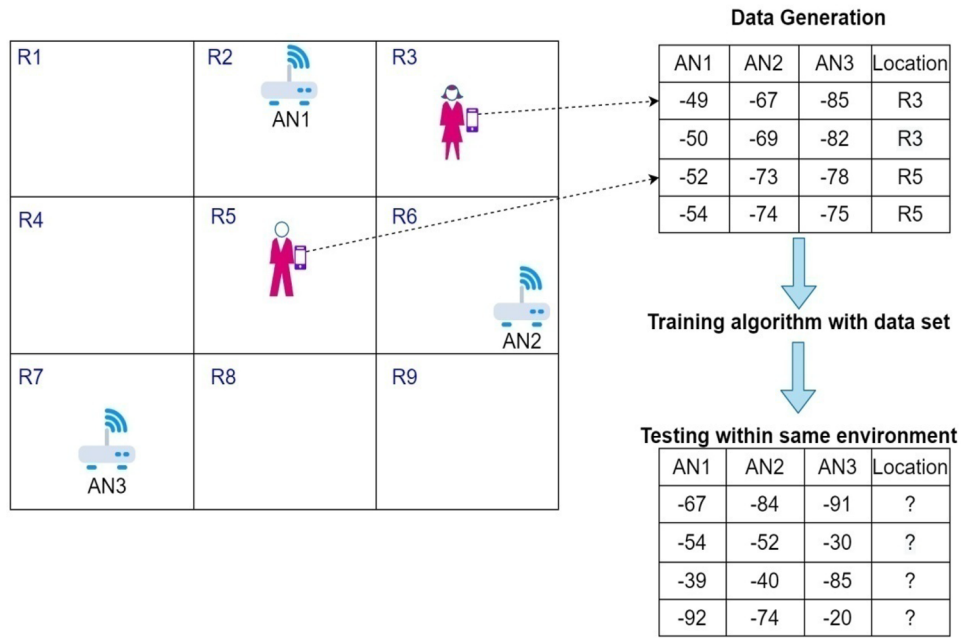 R1
R2
R3
AN1
R4
R5
R6
AN2
R7
R8
R9
AN3
Data Generation
AN1 AN2 AN3 Location
-49 -67 -85 R3
-50 -69 -82 R3
-52 -73 -78 R5
-54 -74 -75 R5
Training algorithm with data set
Testing within same environment
AN1 AN2 AN3 Location
-67 -84 -91 ?
-54 -52 -30 ?
-39 -40 -85 ?
-92 -74 -20 ?